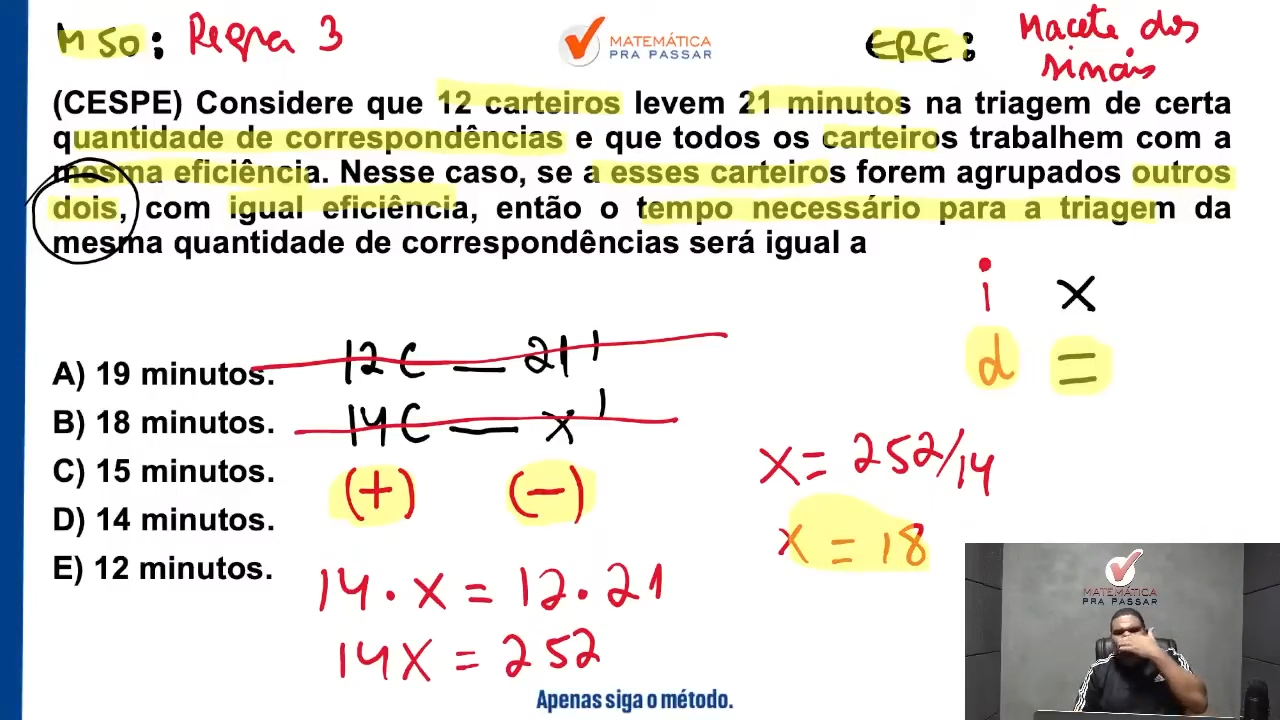 MSO: Regra 3
MATEMÁTICA
PRA PASSAR
ERE: Macete dos
sinais
(CESPE) Considere que 12 carteiros levem 21 minutos na triagem de certa
quantidade de correspondências e que todos os carteiros trabalhem com a
mesma eficiência. Nesse caso, se a esses carteiros forem agrupados outros
dois, com igual eficiência, então o tempo necessário para a triagem da
mesma quantidade de correspondências será igual a
i x
d =
12C — 21'
14C — x'
(+) (-)
A) 19 minutos.
B) 18 minutos.
C) 15 minutos.
D) 14 minutos.
E) 12 minutos.
14 . x = 12 . 21
14x = 252
x = 252/14
x = 18
MATEMÁTICA
PRA PASSAR
Apenas siga o método.